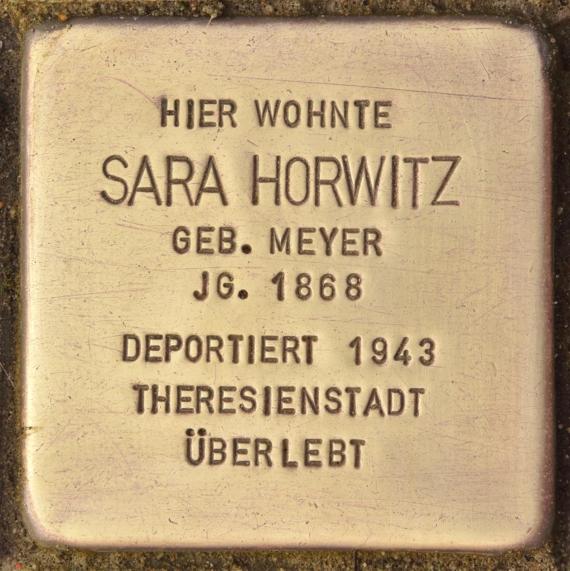 HIER WOHNTE
SARA HORWITZ
GEB. MEYER
JG. 1868
DEPORTIERT 1943
THERESIENSTADT
ÜBERLEBT